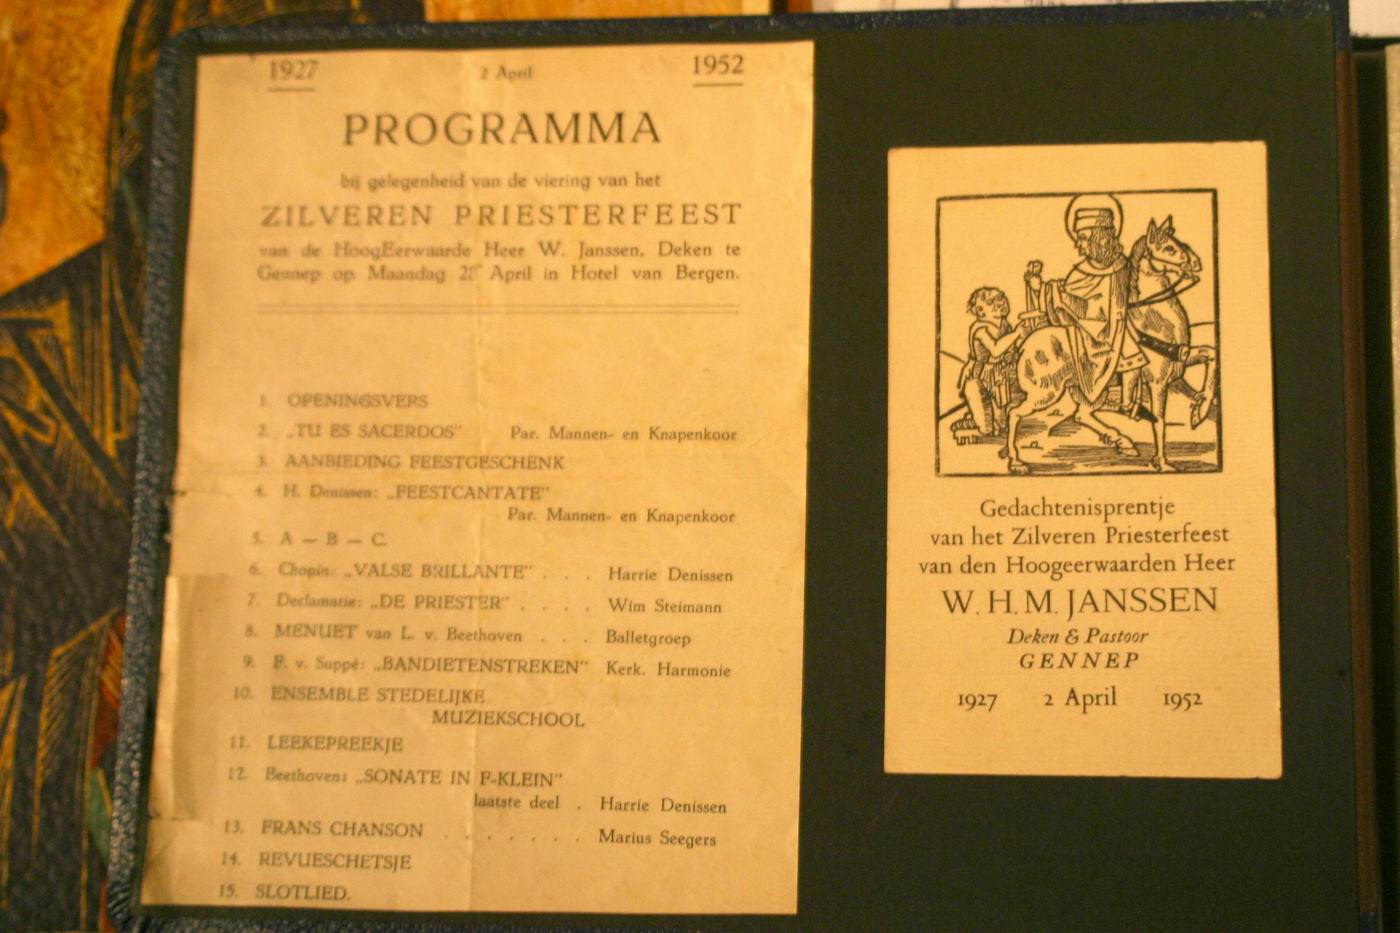 1927 2 April 1952
PROGRAMMA
bij gelegenheid van de viering van het
ZILVEREN PRIESTERFEEST
van de HoogEerwaarde Heer W. Janssen, Deken te
Gennep op Maandag 28 April in Hotel van Bergen.
1. OPENINGSVERS
2. „TU ES SACERDOS" Par. Mannen- en Knapenkoor
3. AANBIEDING FEESTGESCHENK
4. H. Denissen: „FEESTCANTATE"
Par. Mannen- en Knapenkoor
5. A — B — C.
6. Chopin: „VALSE BRILLANTE" . . . Harrie Denissen
7. Declamatie: „DE PRIESTER" . . . . Wim Steimann
8. MENUET van L. v. Beethoven . . . Balletgroep
9. F. v. Suppé: „BANDIETENSTREKEN" Kerk. Harmonie
10. ENSEMBLE STEDELIJKE
MUZIEKSCHOOL
11. LEEKEPREEKJE
12. Beethoven: „SONATE IN F-KLEIN"
laatste deel . Harrie Denissen
13. FRANS CHANSON . . . . . . . Marius Seegers
14. REVUESCHETSJE
15. SLOTLIED.
Gedachtenisprentje
van het Zilveren Priesterfeest
van den Hoogeerwaarden Heer
W. H. M. JANSSEN
Deken & Pastoor
GENNEP
1927 2 April 1952